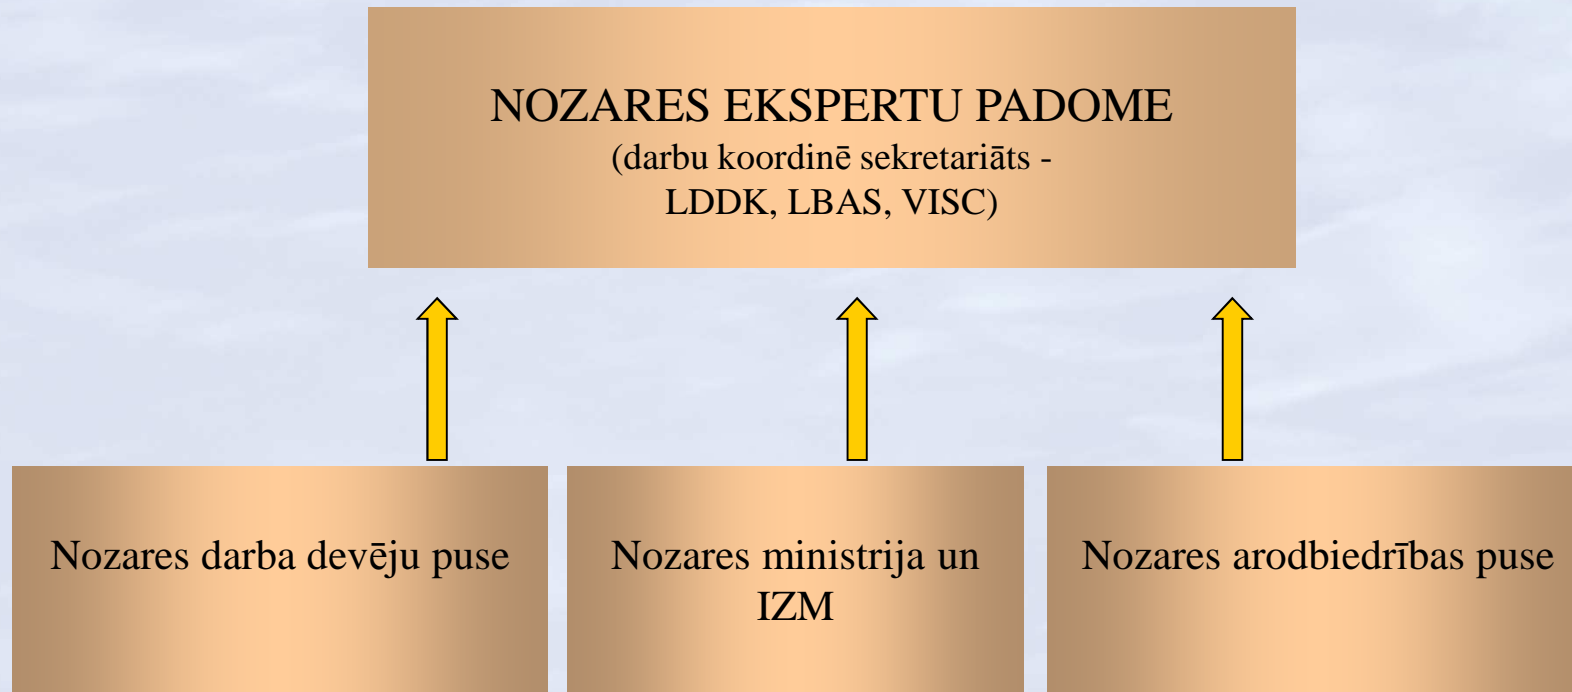 NOZARES EKSPERTU PADOME
(darbu koordinē sekretariāts -
LDDK, LBAS, VISC)
Nozares darba devēju puse
Nozares ministrija un
IZM
Nozares arodbiedrības puse